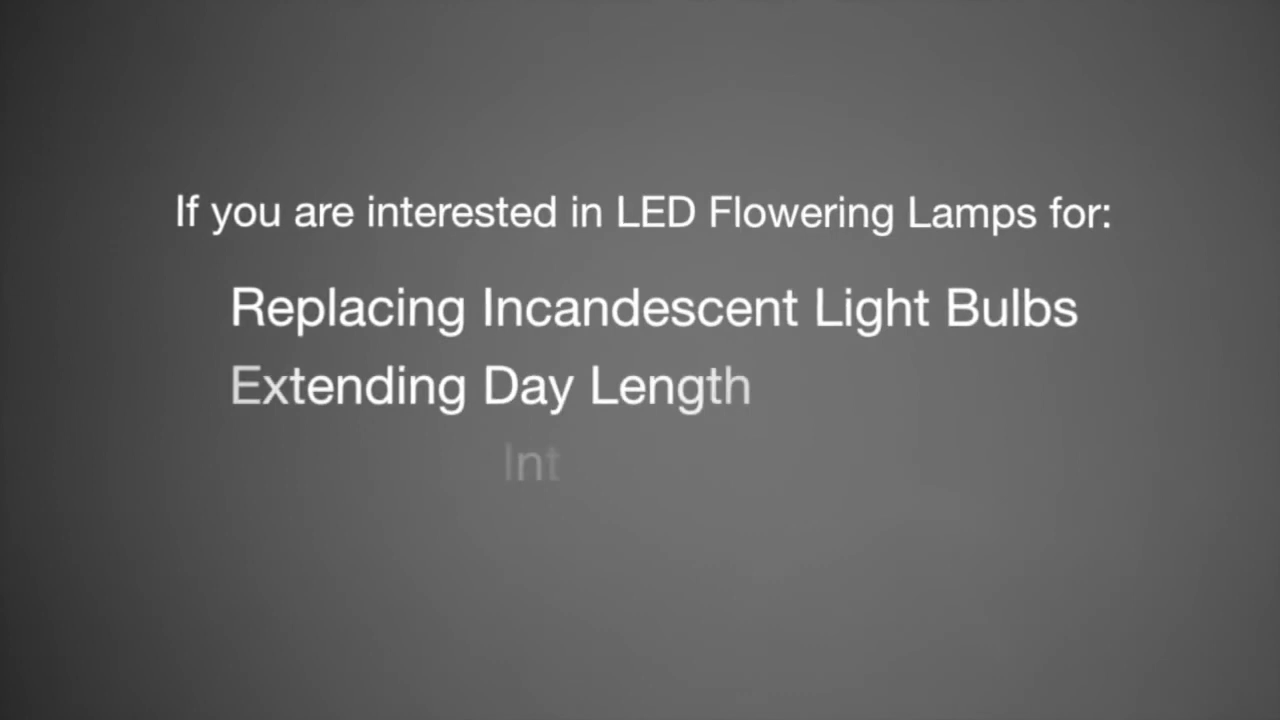 If you are interested in LED Flowering Lamps for:
Replacing Incandescent Light Bulbs
Extending Day Length
Int